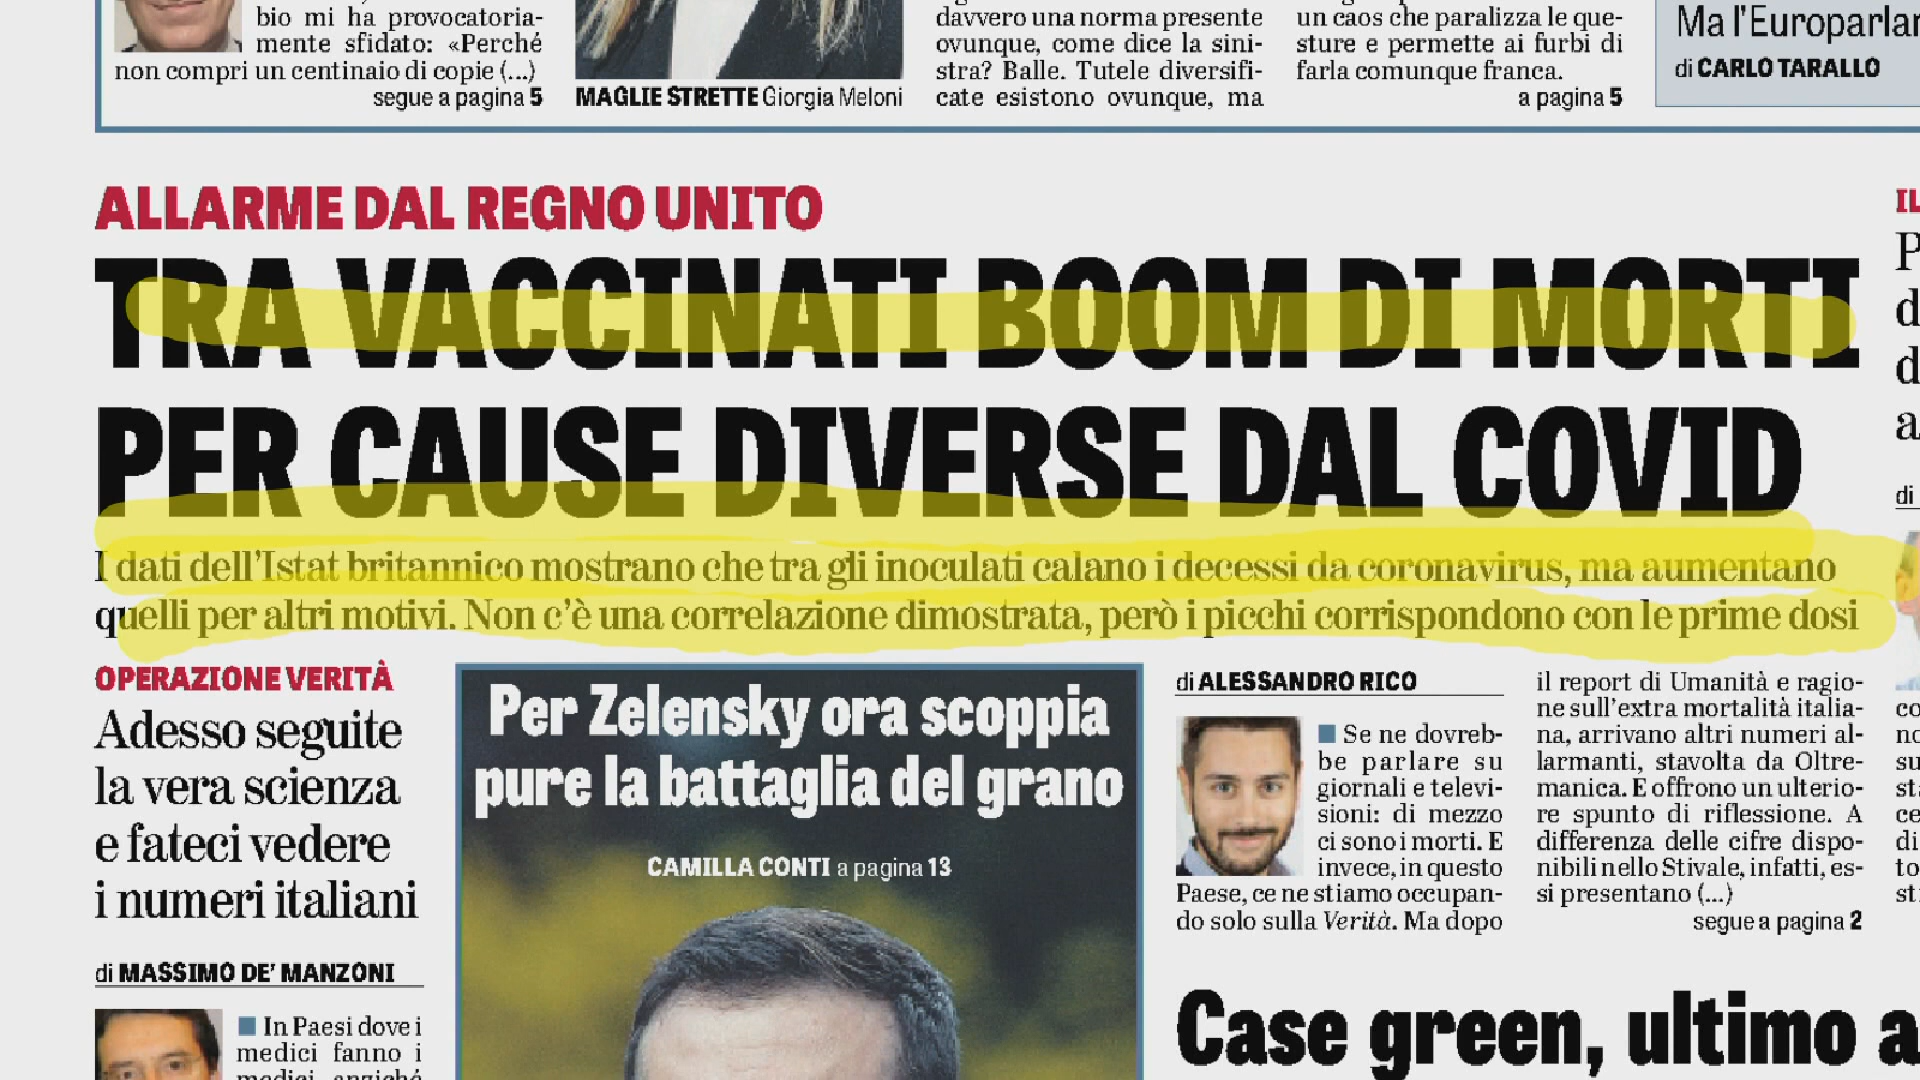 bio mi ha provocatoria-
mente sfidato: «Perché
non compri un centinaio di copie (...)
segue a pagina 5
MAGLIE STRETTE Giorgia Meloni
davvero una norma presente
ovunque, come dice la sini-
stra? Balle. Tutele diversifi-
cate esistono ovunque, ma
un caos che paralizza le que-
sture e permette ai furbi di
farla comunque franca.
a pagina 5
Ma l'Europarla
di CARLO TARALLO
ALLARME DAL REGNO UNITO
TRA VACCINATI BOOM DI MORTI
PER CAUSE DIVERSE DAL COVID
I dati dell'Istat britannico mostrano che tra gli inoculati calano i decessi da coronavirus, ma aumentano
quelli per altri motivi. Non c'è una correlazione dimostrata, però i picchi corrispondono con le prime dosi
OPERAZIONE VERITÀ
Adesso seguite
la vera scienza
e fateci vedere
i numeri italiani
di MASSIMO DE' MANZONI
In Paesi dove i
medici fanno i
medici anziché
Per Zelensky ora scoppia
pure la battaglia del grano
CAMILLA CONTI a pagina 13
di ALESSANDRO RICO
Se ne dovreb-
be parlare su
giornali e televi-
sioni: di mezzo
ci sono i morti. E
invece, in questo
Paese, ce ne stiamo occupan-
do solo sulla Verità. Ma dopo
il report di Umanità e ragio-
ne sull'extra mortalità italia-
na, arrivano altri numeri al-
larmanti, stavolta da Oltre-
manica. E offrono un ulterio-
re spunto di riflessione. A
differenza delle cifre dispo-
nibili nello Stivale, infatti, es-
si presentano (...)
segue a pagina 2
Case green, ultimo a
IL
P
d
d
a
di
co
no
su
sta
ce
di
to
st